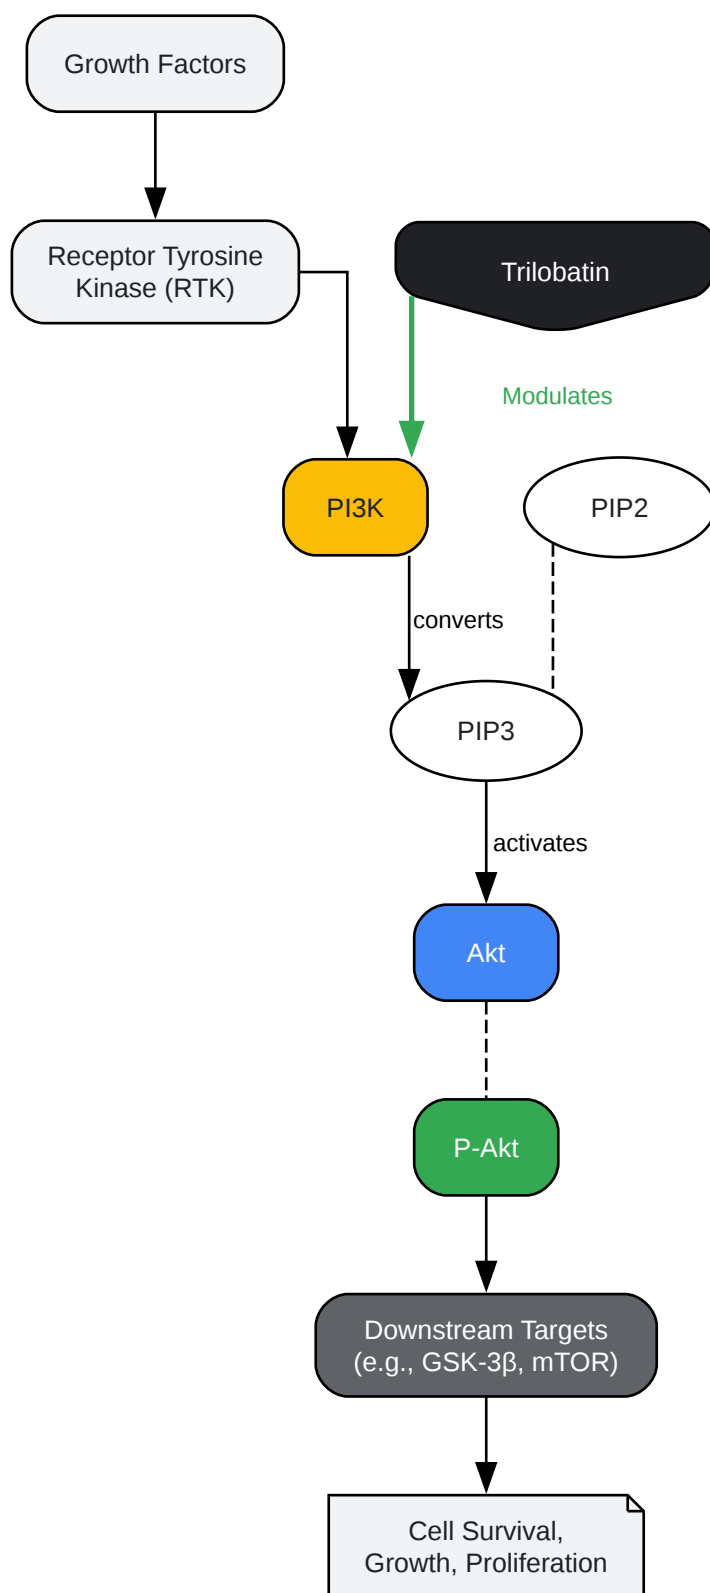 Growth Factors
Receptor Tyrosine
Kinase (RTK)
Trilobatin
Modulates
PI3K
PIP2
converts
PIP3
activates
Akt
P-Akt
Downstream Targets
(e.g., GSK-3β, mTOR)
Cell Survival,
Growth, Proliferation